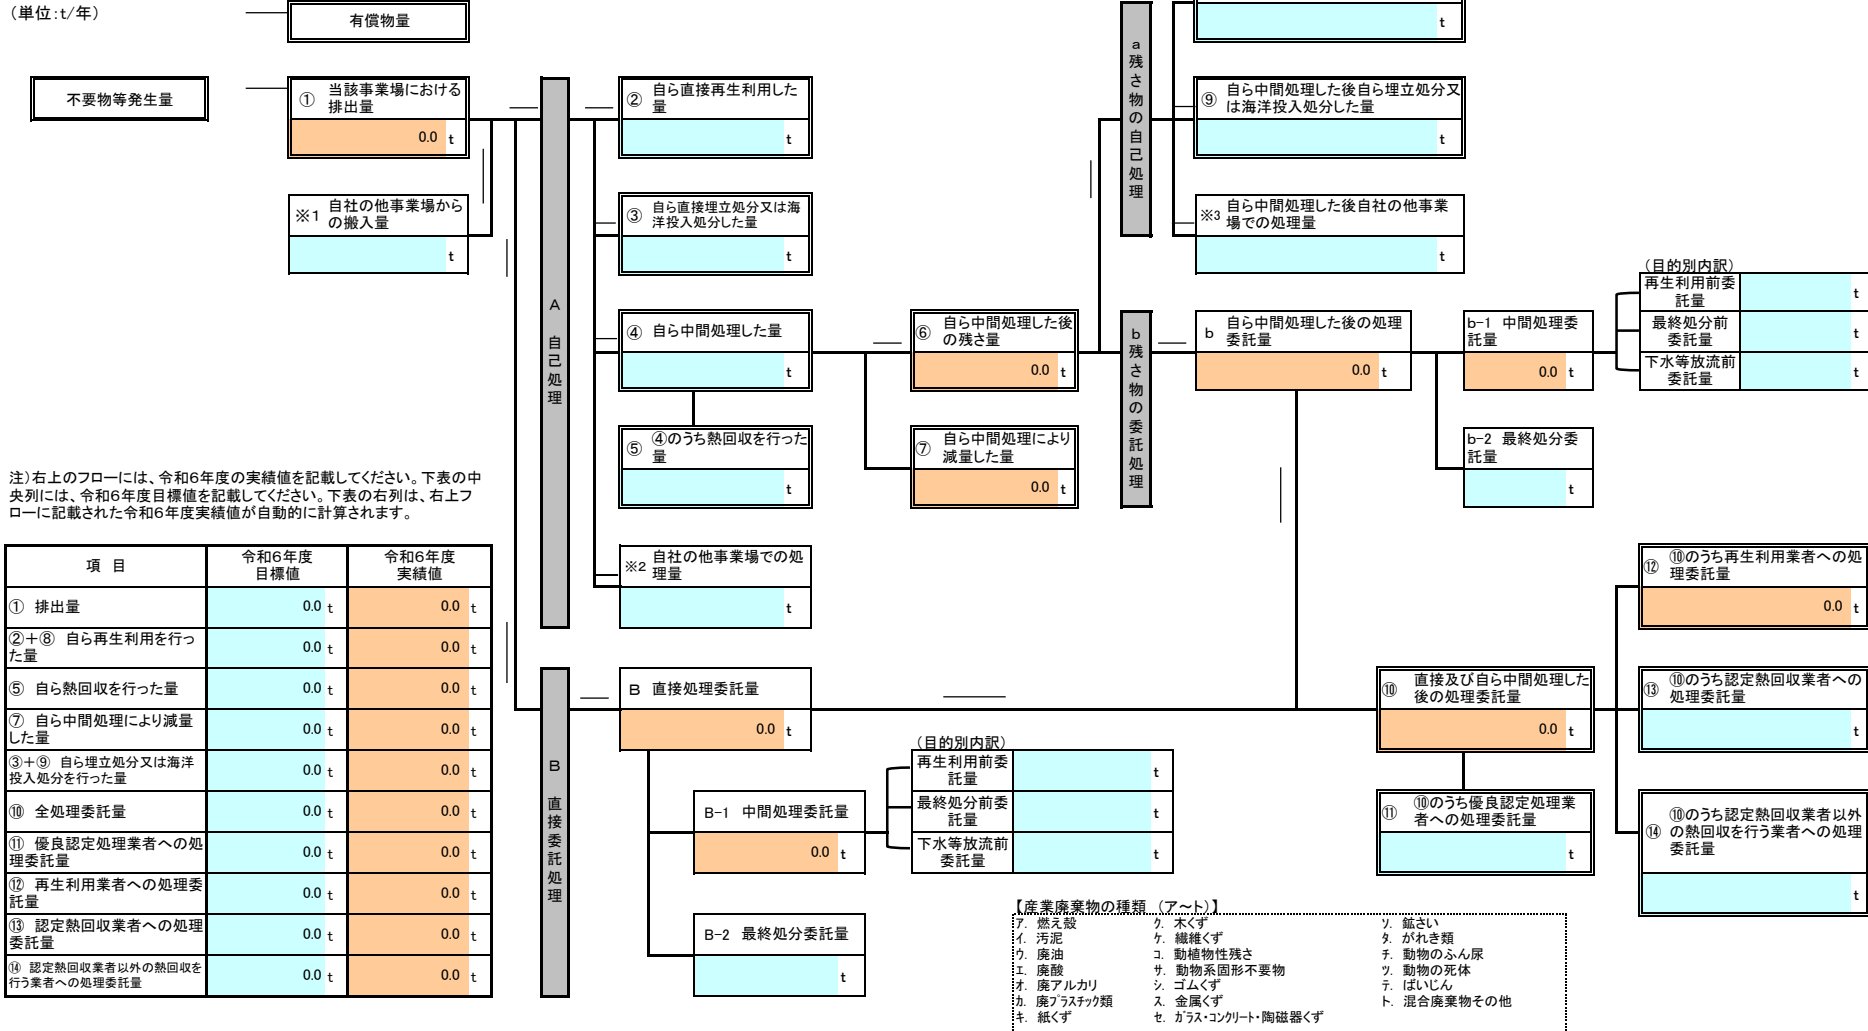 （単位：t/年）
有償物量
t
不要物等発生量
① 当該事業場における
排出量
0.0 t
※1 自社の他事業場から
の搬入量
t
A 自己処理
② 自ら直接再生利用した
量
t
③ 自ら直接埋立処分又は海
洋投入処分した量
t
④ 自ら中間処理した量
t
⑤ ④のうち熱回収を行った
量
t
※2 自社の他事業場での処
理量
t
⑥ 自ら中間処理した後
の残さ量
0.0 t
⑦ 自ら中間処理により
減量した量
0.0 t
a 残さ物の自己処理
⑨ 自ら中間処理した後自ら埋立処分又
は海洋投入処分した量
t
※3 自ら中間処理した後自社の他事業
場での処理量
t
b 残さ物の委託処理
b 自ら中間処理した後の処理
委託量
0.0 t
b-1 中間処理委
託量
0.0 t
b-2 最終処分委
託量
t
（目的別内訳）
再生利用前委
託量
t
最終処分前
委託量
t
下水等放流前
委託量
t
注）右上のフローには、令和６年度の実績値を記載してください。下表の中
央列には、令和６年度目標値を記載してください。下表の右列は、右上フ
ローに記載された令和６年度実績値が自動的に計算されます。
項 目 令和６年度
目標値 令和６年度
実績値
① 排出量 0.0 t 0.0 t
②＋⑧ 自ら再生利用を行っ
た量 0.0 t 0.0 t
⑤ 自ら熱回収を行った量 0.0 t 0.0 t
⑦ 自ら中間処理により減量
した量 0.0 t 0.0 t
③＋⑨ 自ら埋立処分又は海洋
投入処分を行った量 0.0 t 0.0 t
⑩ 全処理委託量 0.0 t 0.0 t
⑪ 優良認定処理業者への処
理委託量 0.0 t 0.0 t
⑫ 再生利用業者への処理委
託量 0.0 t 0.0 t
⑬ 認定熱回収業者への処理
委託量 0.0 t 0.0 t
⑭ 認定熱回収業者以外の熱回収を
行う業者への処理委託量 0.0 t 0.0 t
B 直接委託処理
B 直接処理委託量
0.0 t
B-1 中間処理委託量
0.0 t
B-2 最終処分委託量
t
（目的別内訳）
再生利用前委
託量
t
最終処分前委
託量
t
下水等放流前
委託量
t
⑩ 直接及び自ら中間処理した
後の処理委託量
0.0 t
⑪ ⑩のうち優良認定処理業
者への処理委託量
t
⑫ ⑩のうち再生利用業者への処
理委託量
0.0 t
⑬ ⑩のうち認定熱回収業者への
処理委託量
t
⑭ ⑩のうち認定熱回収業者以外
の熱回収を行う業者への処理
委託量
t
【産業廃棄物の種類 （ア〜ト）】
ア. 燃え殻 ク. 木くず ソ. 鉱さい
イ. 汚泥 ケ. 繊維くず タ. がれき類
ウ. 廃油 コ. 動植物性残さ チ. 動物のふん尿
エ. 廃酸 サ. 動物系固形不要物 ツ. 動物の死体
オ. 廃アルカリ シ. ゴムくず テ. ばいじん
カ. 廃プラスチック類 ス. 金属くず ト. 混合廃棄物その他
キ. 紙くず セ. ガラス・コンクリート・陶磁器くず